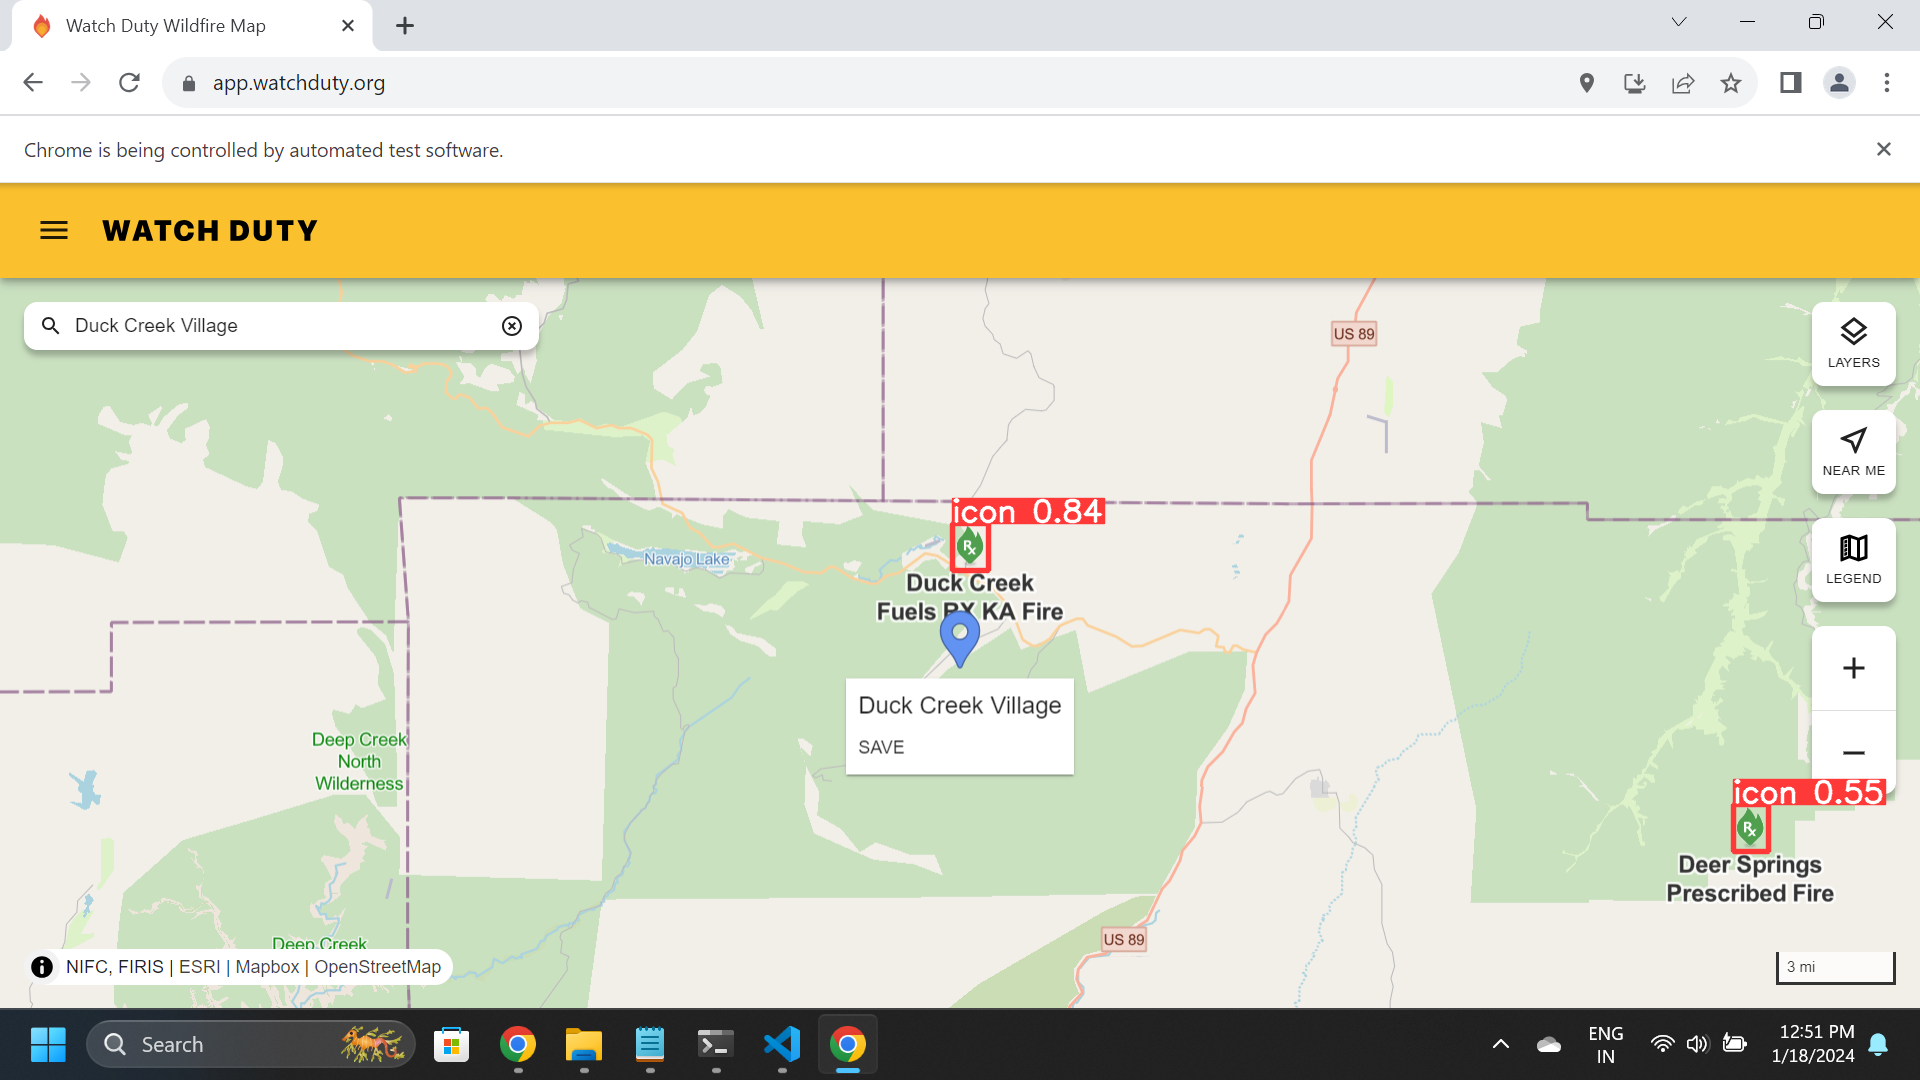 Watch Duty Wildfire Map
app.watchduty.org
Chrome is being controlled by automated test software.
WATCH DUTY
Duck Creek Village
US 89
LAYERS
NEAR ME
icon 0.84
Rx
Navajo Lake
Duck Creek
Fuels RX KA Fire
LEGEND
Duck Creek Village
SAVE
Deep Creek
North
Wilderness
icon 0.55
Rx
Deer Springs
Prescribed Fire
US 89
Deep Creek
NIFC, FIRIS | ESRI | Mapbox | OpenStreetMap
3 mi
Search
ENG
IN
12:51 PM
1/18/2024